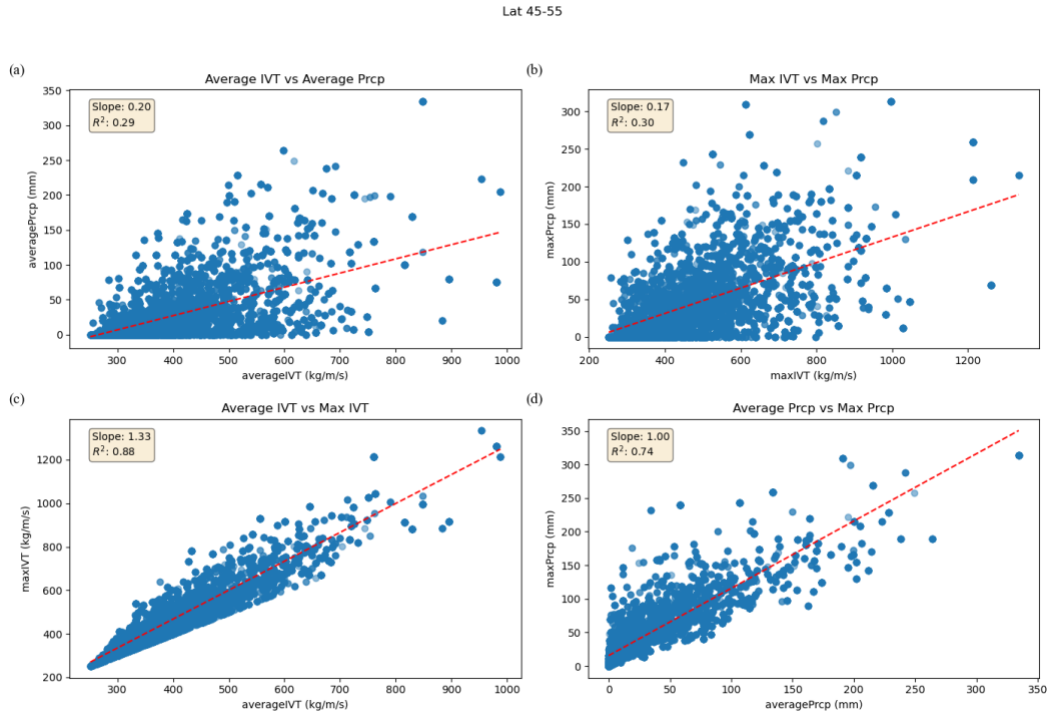 Lat 45-55
(a)
Average IVT vs Average Prcp
Slope: 0.20
R²: 0.29
350
300
250
200
150
100
50
0
averagePrcp (mm)
300
400
500
600
700
800
900
1000
averageIVT (kg/m/s)
(b)
Max IVT vs Max Prcp
Slope: 0.17
R²: 0.30
300
250
200
150
100
50
0
maxPrcp (mm)
200
400
600
800
1000
1200
maxIVT (kg/m/s)
(c)
Average IVT vs Max IVT
Slope: 1.33
R²: 0.88
1200
1000
800
600
400
200
maxIVT (kg/m/s)
300
400
500
600
700
800
900
1000
averageIVT (kg/m/s)
(d)
Average Prcp vs Max Prcp
Slope: 1.00
R²: 0.74
350
300
250
200
150
100
50
0
maxPrcp (mm)
0
50
100
150
200
250
300
350
averagePrcp (mm)